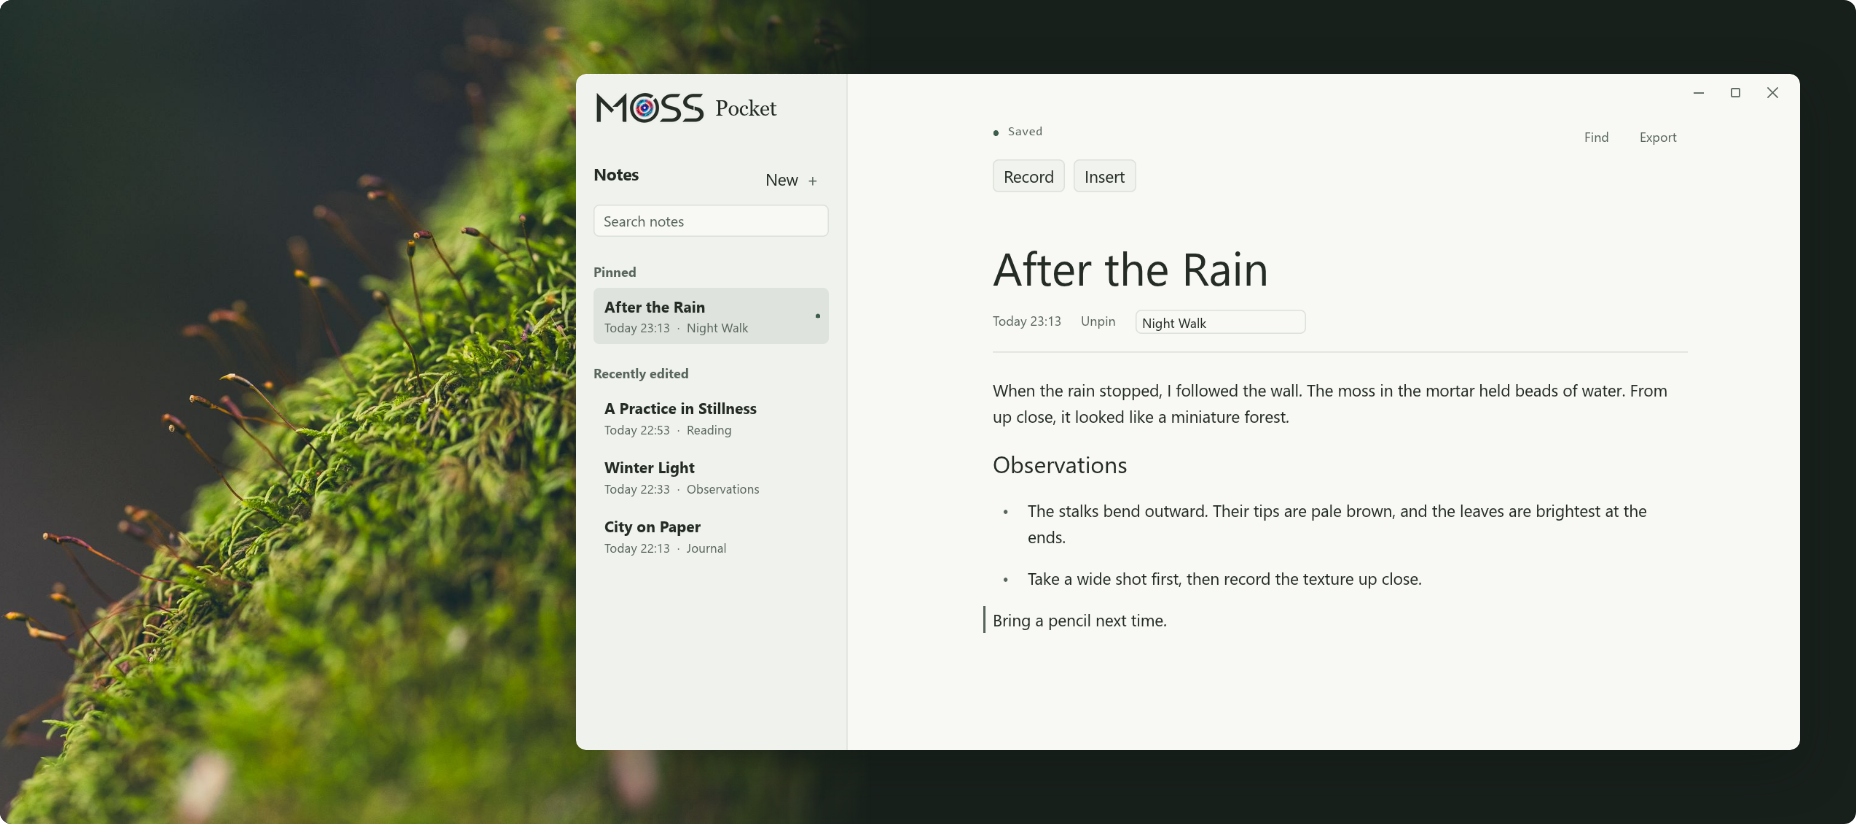 MOSS Pocket
Notes
New +
Search notes
Pinned
After the Rain
Today 23:13 · Night Walk
Recently edited
A Practice in Stillness
Today 22:53 · Reading
Winter Light
Today 22:33 · Observations
City on Paper
Today 22:13 · Journal
Saved
Find Export
Record Insert
After the Rain
Today 23:13 Unpin Night Walk
When the rain stopped, I followed the wall. The moss in the mortar held beads of water. From
up close, it looked like a miniature forest.
Observations
• The stalks bend outward. Their tips are pale brown, and the leaves are brightest at the
ends.
• Take a wide shot first, then record the texture up close.
Bring a pencil next time.